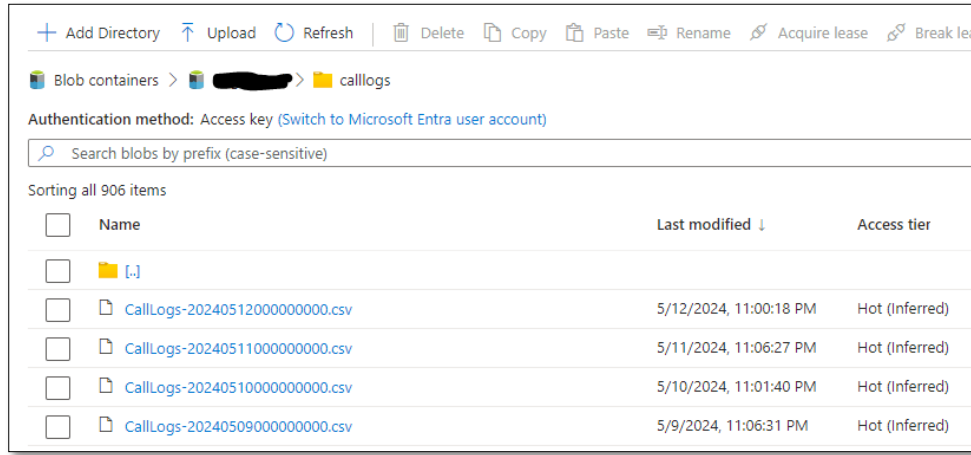 Add Directory Upload Refresh Delete Copy Paste Rename Acquire lease Break
Blob containers > > calllogs
Authentication method: Access key (Switch to Microsoft Entra user account)
Search blobs by prefix (case-sensitive)
Sorting all 906 items
Name Last modified ↓ Access tier
[..]
CallLogs-20240512000000000.csv 5/12/2024, 11:00:18 PM Hot (Inferred)
CallLogs-20240511000000000.csv 5/11/2024, 11:06:27 PM Hot (Inferred)
CallLogs-20240510000000000.csv 5/10/2024, 11:01:40 PM Hot (Inferred)
CallLogs-20240509000000000.csv 5/9/2024, 11:06:31 PM Hot (Inferred)